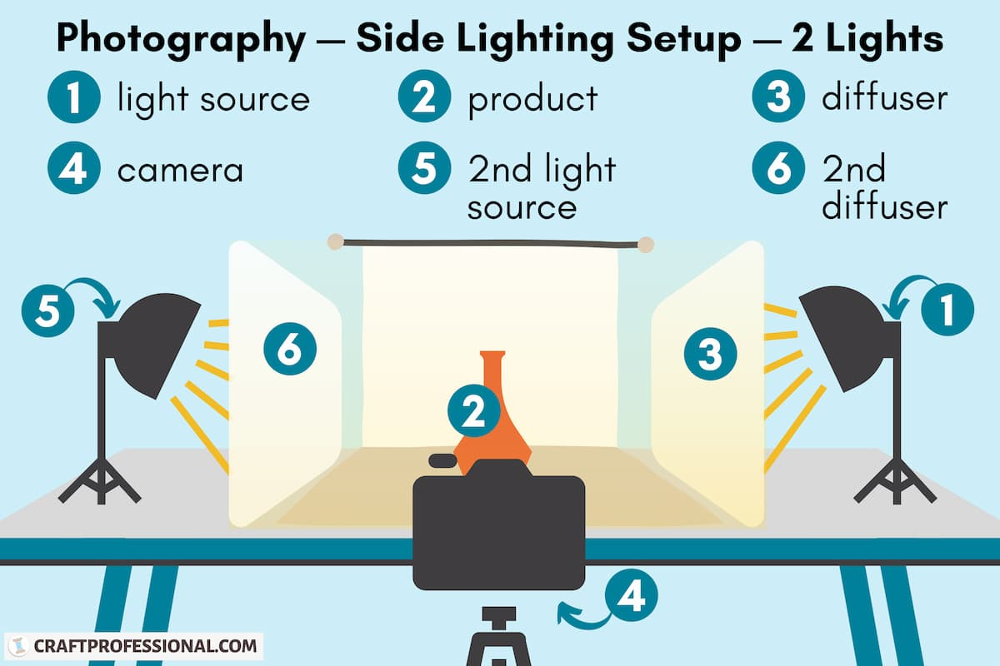 Photography — Side Lighting Setup — 2 Lights
1 light source
2 product
3 diffuser
4 camera
5 2nd light
source
6 2nd
diffuser
5
1
6
3
2
4
CRAFTPROFESSIONAL.COM